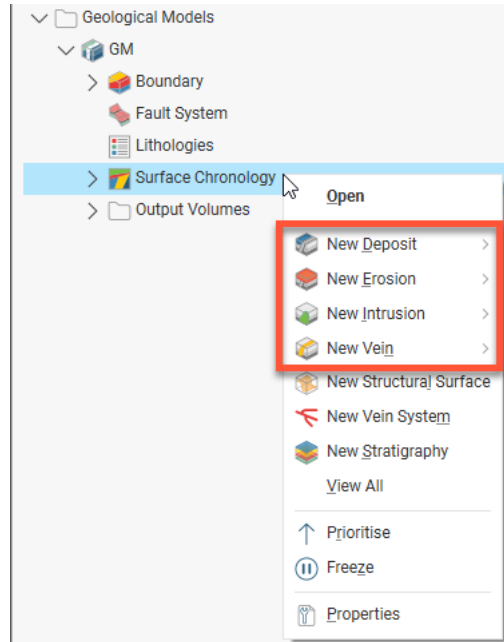 Geological Models
GM
Boundary
Fault System
Lithologies
Surface Chronology
Output Volumes
Open
New Deposit
New Erosion
New Intrusion
New Vein
New Structural Surface
New Vein System
New Stratigraphy
View All
Prioritise
Freeze
Properties